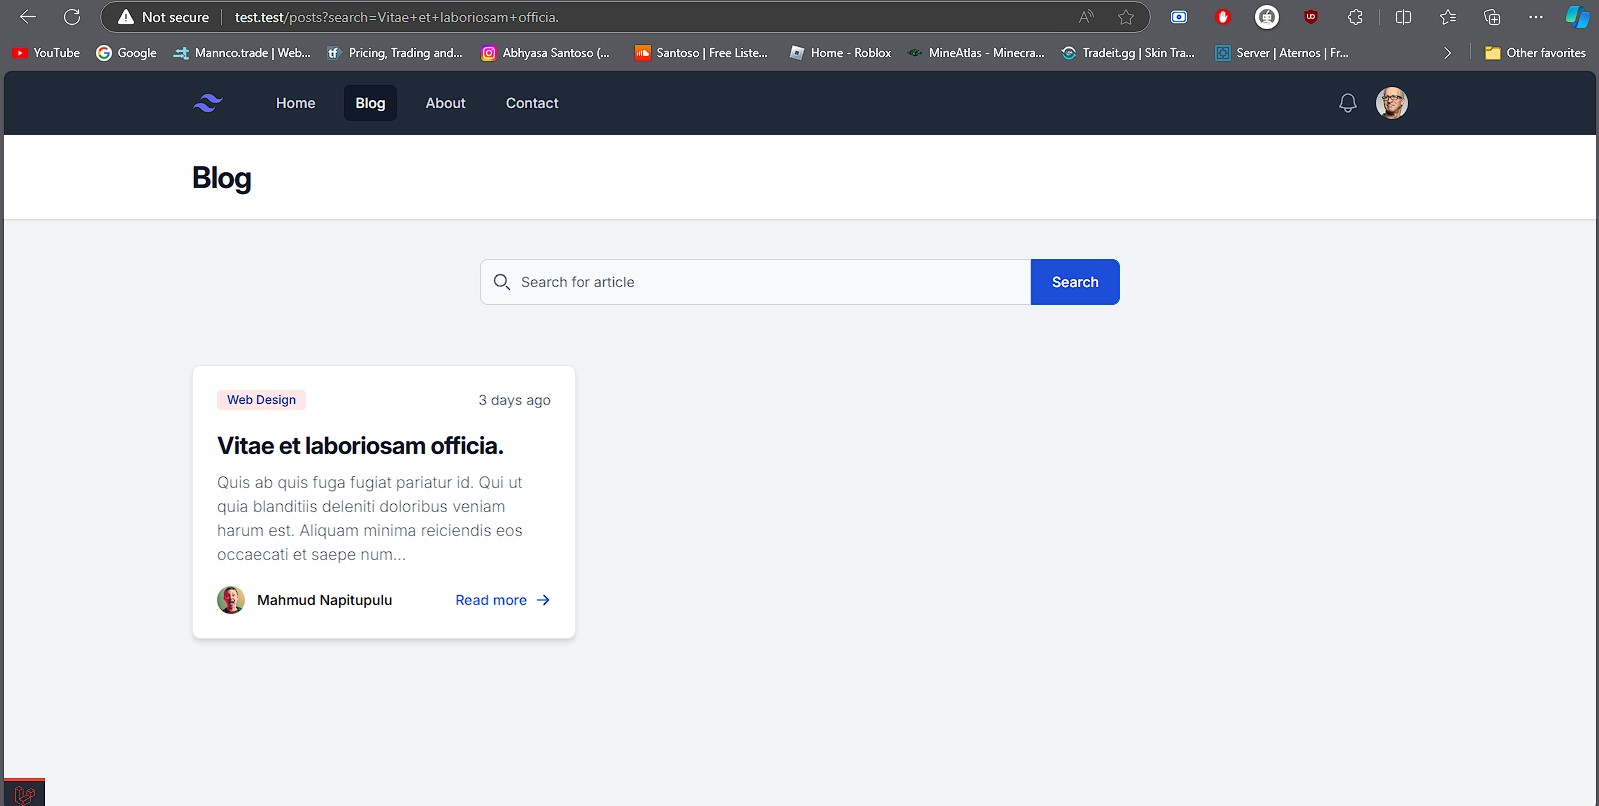 Not secure test.test/posts?search=Vitae+et+laboriosam+officia.
YouTube Google Mannco.trade | Web... Pricing, Trading and... Abhyasa Santoso (... Santoso | Free Liste... Home - Roblox MineAtlas - Minecra... Tradeit.gg | Skin Tra... Server | Aternos | Fr... Other favorites
Home Blog About Contact
Blog
Search for article Search
Web Design 3 days ago
Vitae et laboriosam officia.
Quis ab quis fuga fugiat pariatur id. Qui ut
quia blanditiis deleniti doloribus veniam
harum est. Aliquam minima reiciendis eos
occaecati et saepe num...
Mahmud Napitupulu Read more